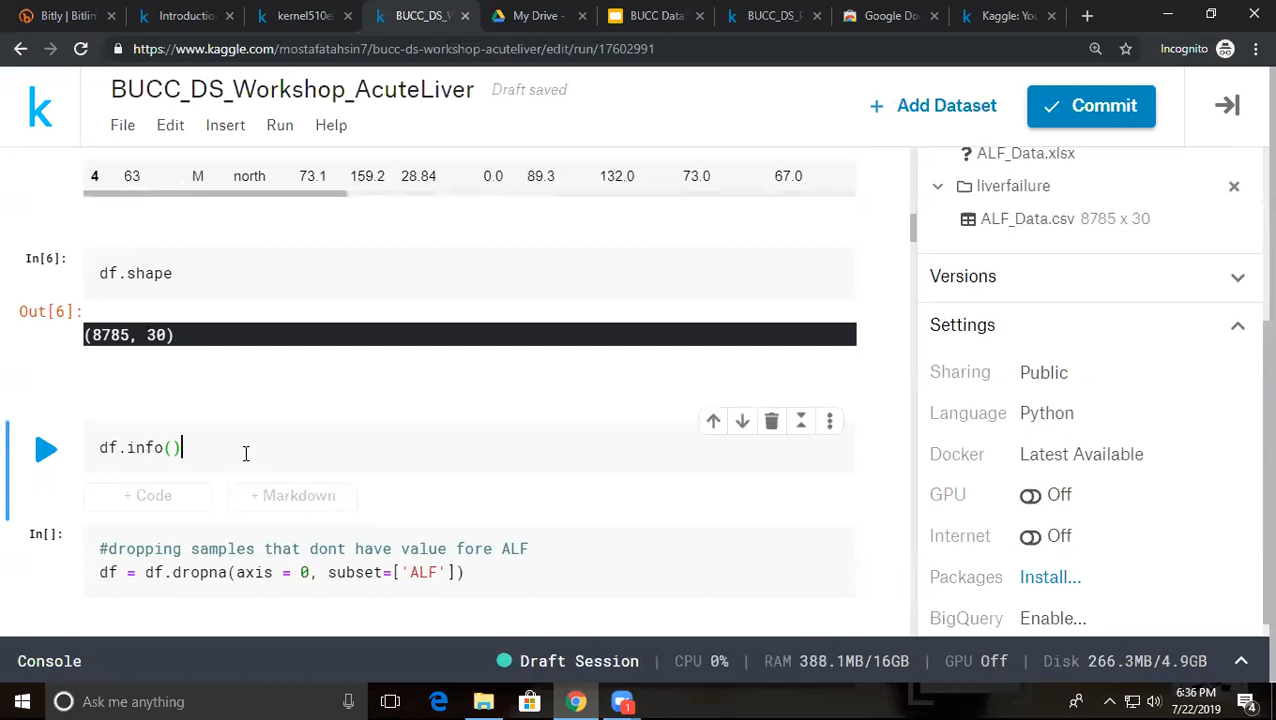 Bitly | Bitlin
Introduction
kernel510e
BUCC_DS_W
My Drive -
BUCC Data
BUCC_DS_P
Google Do
Kaggle: Yo
https://www.kaggle.com/mostafatahsin7/bucc-ds-workshop-acuteliver/edit/run/17602991
Incognito
k
BUCC_DS_Workshop_AcuteLiver
Draft saved
+ Add Dataset
Commit
File Edit Insert Run Help
4 63 M north 73.1 159.2 28.84 0.0 89.3 132.0 73.0 67.0
In[6]:
df.shape
Out[6]:
(8785, 30)
df.info()
+ Code
+ Markdown
In[]:
#dropping samples that dont have value fore ALF
df = df.dropna(axis = 0, subset=['ALF'])
? ALF_Data.xlsx
liverfailure
ALF_Data.csv 8785 x 30
Versions
Settings
Sharing Public
Language Python
Docker Latest Available
GPU Off
Internet Off
Packages Install...
BigQuery Enable...
Console
Draft Session | CPU 0% | RAM 388.1MB/16GB | GPU Off | Disk 266.3MB/4.9GB
Ask me anything
1
6:36 PM
7/22/2019
4